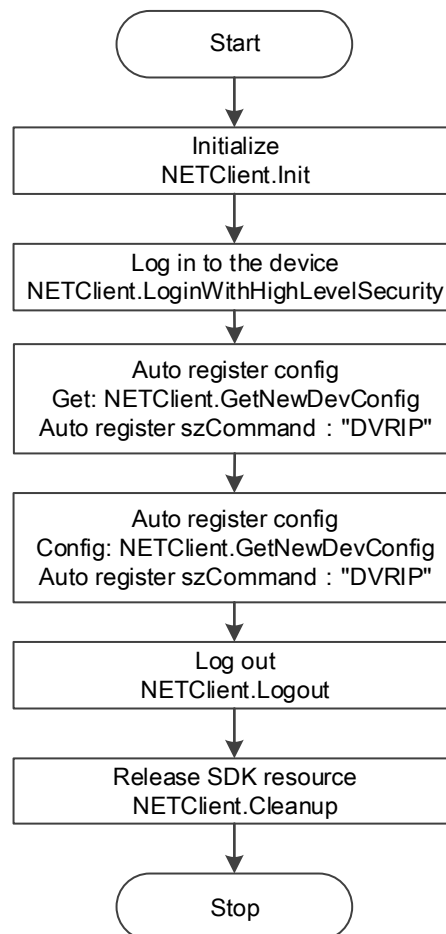 Start
Initialize
NETClient.Init
Log in to the device
NETClient.LoginWithHighLevelSecurity
Auto register config
Get: NETClient.GetNewDevConfig
Auto register szCommand : "DVRIP"
Auto register config
Config: NETClient.GetNewDevConfig
Auto register szCommand : "DVRIP"
Log out
NETClient.Logout
Release SDK resource
NETClient.Cleanup
Stop